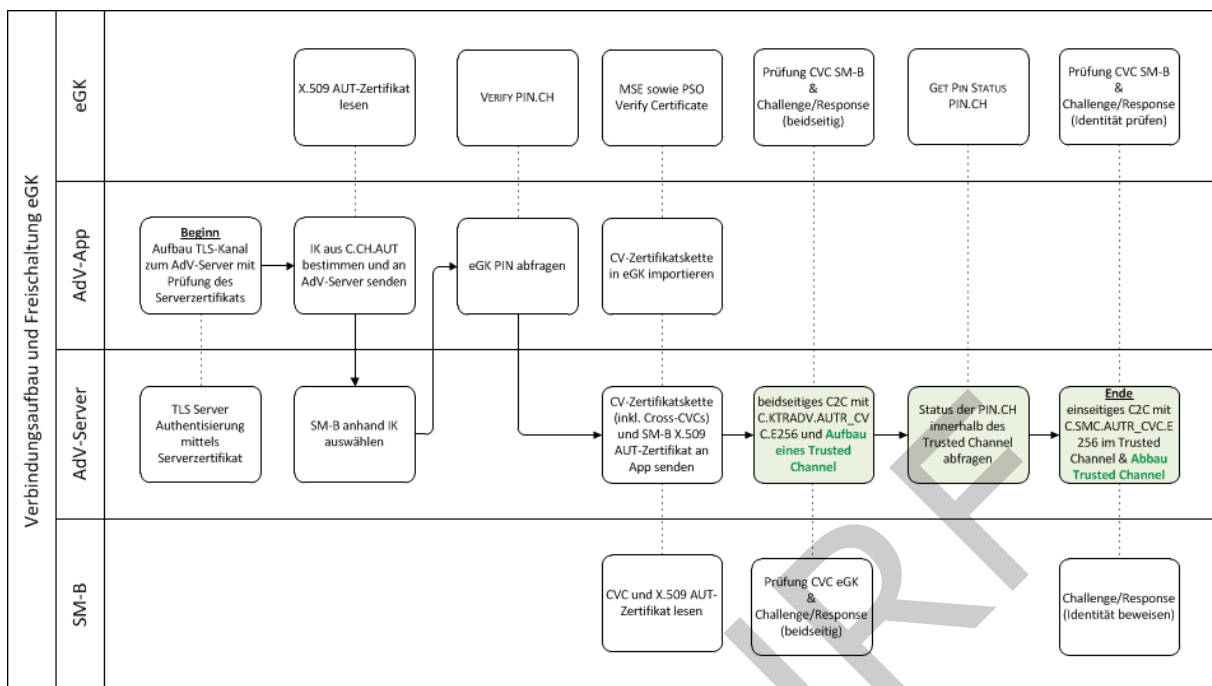 Verbindungsaufbau und Freischaltung eGK
eGK
X.509 AUT-Zertifikat
lesen
VERIFY PIN.CH
MSE sowie PSO
Verify Certificate
Prüfung CVC SM-B
&
Challenge/Response
(beidseitig)
GET PIN STATUS
PIN.CH
Prüfung CVC SM-B
&
Challenge/Response
(Identität prüfen)
AdV-App
Beginn
Aufbau TLS-Kanal
zum AdV-Server mit
Prüfung des
Serverzertifikats
IK aus C.CH.AUT
bestimmen und an
AdV-Server senden
eGK PIN abfragen
CV-Zertifikatskette
in eGK importieren
AdV-Server
TLS Server
Authentisierung
mittels
Serverzertifikat
SM-B anhand IK
auswählen
CV-Zertifikatskette
(inkl. Cross-CVCs)
und SM-B X.509
AUT-Zertifikat an
App senden
beidseitiges C2C mit
C.KTRADV.AUTR_CV
C.E256 und Aufbau
eines Trusted
Channel
Status der PIN.CH
innerhalb des
Trusted Channel
abfragen
Ende
einseitiges C2C mit
C.SMC.AUTR_CVC.E
256 im Trusted
Channel & Abbau
Trusted Channel
SM-B
CVC und X.509 AUT-
Zertifikat lesen
Prüfung CVC eGK
&
Challenge/Response
(beidseitig)
Challenge/Response
(Identität beweisen)